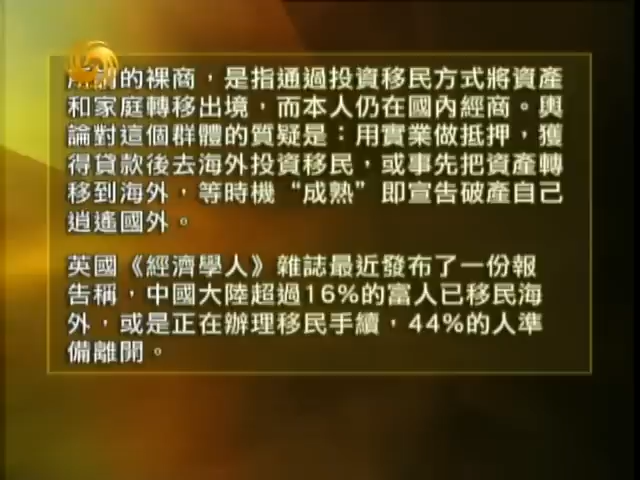 所謂的裸商，是指通過投資移民方式將資產
和家庭轉移出境，而本人仍在國內經商。輿
論對這個群體的質疑是：用實業做抵押，獲
得貸款後去海外投資移民，或事先把資產轉
移到海外，等時機“成熟”即宣告破產自己
逍遙國外。
英國《經濟學人》雜誌最近發布了一份報
告稱，中國大陸超過16%的富人已移民海
外，或是正在辦理移民手續，44%的人準
備離開。